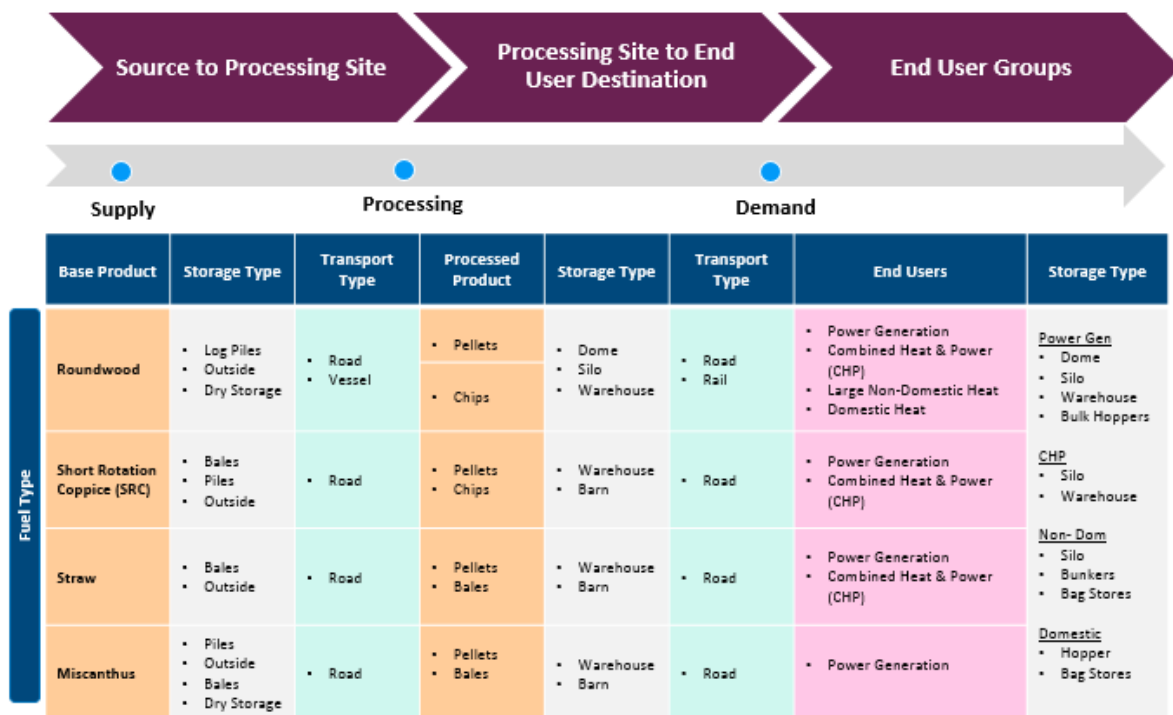 Source to Processing Site
Processing Site to End
User Destination
End User Groups
Supply
Processing
Demand
Base Product
Storage Type
Transport
Type
Processed
Product
Storage Type
Transport
Type
End Users
Storage Type
Fuel Type
Roundwood
▪ Log Piles
▪ Outside
▪ Dry Storage
▪ Road
▪ Vessel
▪ Pellets
▪ Chips
▪ Dome
▪ Silo
▪ Warehouse
▪ Road
▪ Rail
▪ Power Generation
▪ Combined Heat & Power
(CHP)
▪ Large Non-Domestic Heat
▪ Domestic Heat
Short Rotation
Coppice (SRC)
▪ Bales
▪ Piles
▪ Outside
▪ Road
▪ Pellets
▪ Chips
▪ Warehouse
▪ Barn
▪ Road
▪ Power Generation
▪ Combined Heat & Power
(CHP)
Straw
▪ Bales
▪ Outside
▪ Road
▪ Pellets
▪ Bales
▪ Warehouse
▪ Barn
▪ Road
▪ Power Generation
▪ Combined Heat & Power
(CHP)
Miscanthus
▪ Piles
▪ Outside
▪ Bales
▪ Dry Storage
▪ Road
▪ Pellets
▪ Bales
▪ Warehouse
▪ Barn
▪ Road
▪ Power Generation
Power Gen
▪ Dome
▪ Silo
▪ Warehouse
▪ Bulk Hoppers
CHP
▪ Silo
▪ Warehouse
Non- Dom
▪ Silo
▪ Bunkers
▪ Bag Stores
Domestic
▪ Hopper
▪ Bag Stores